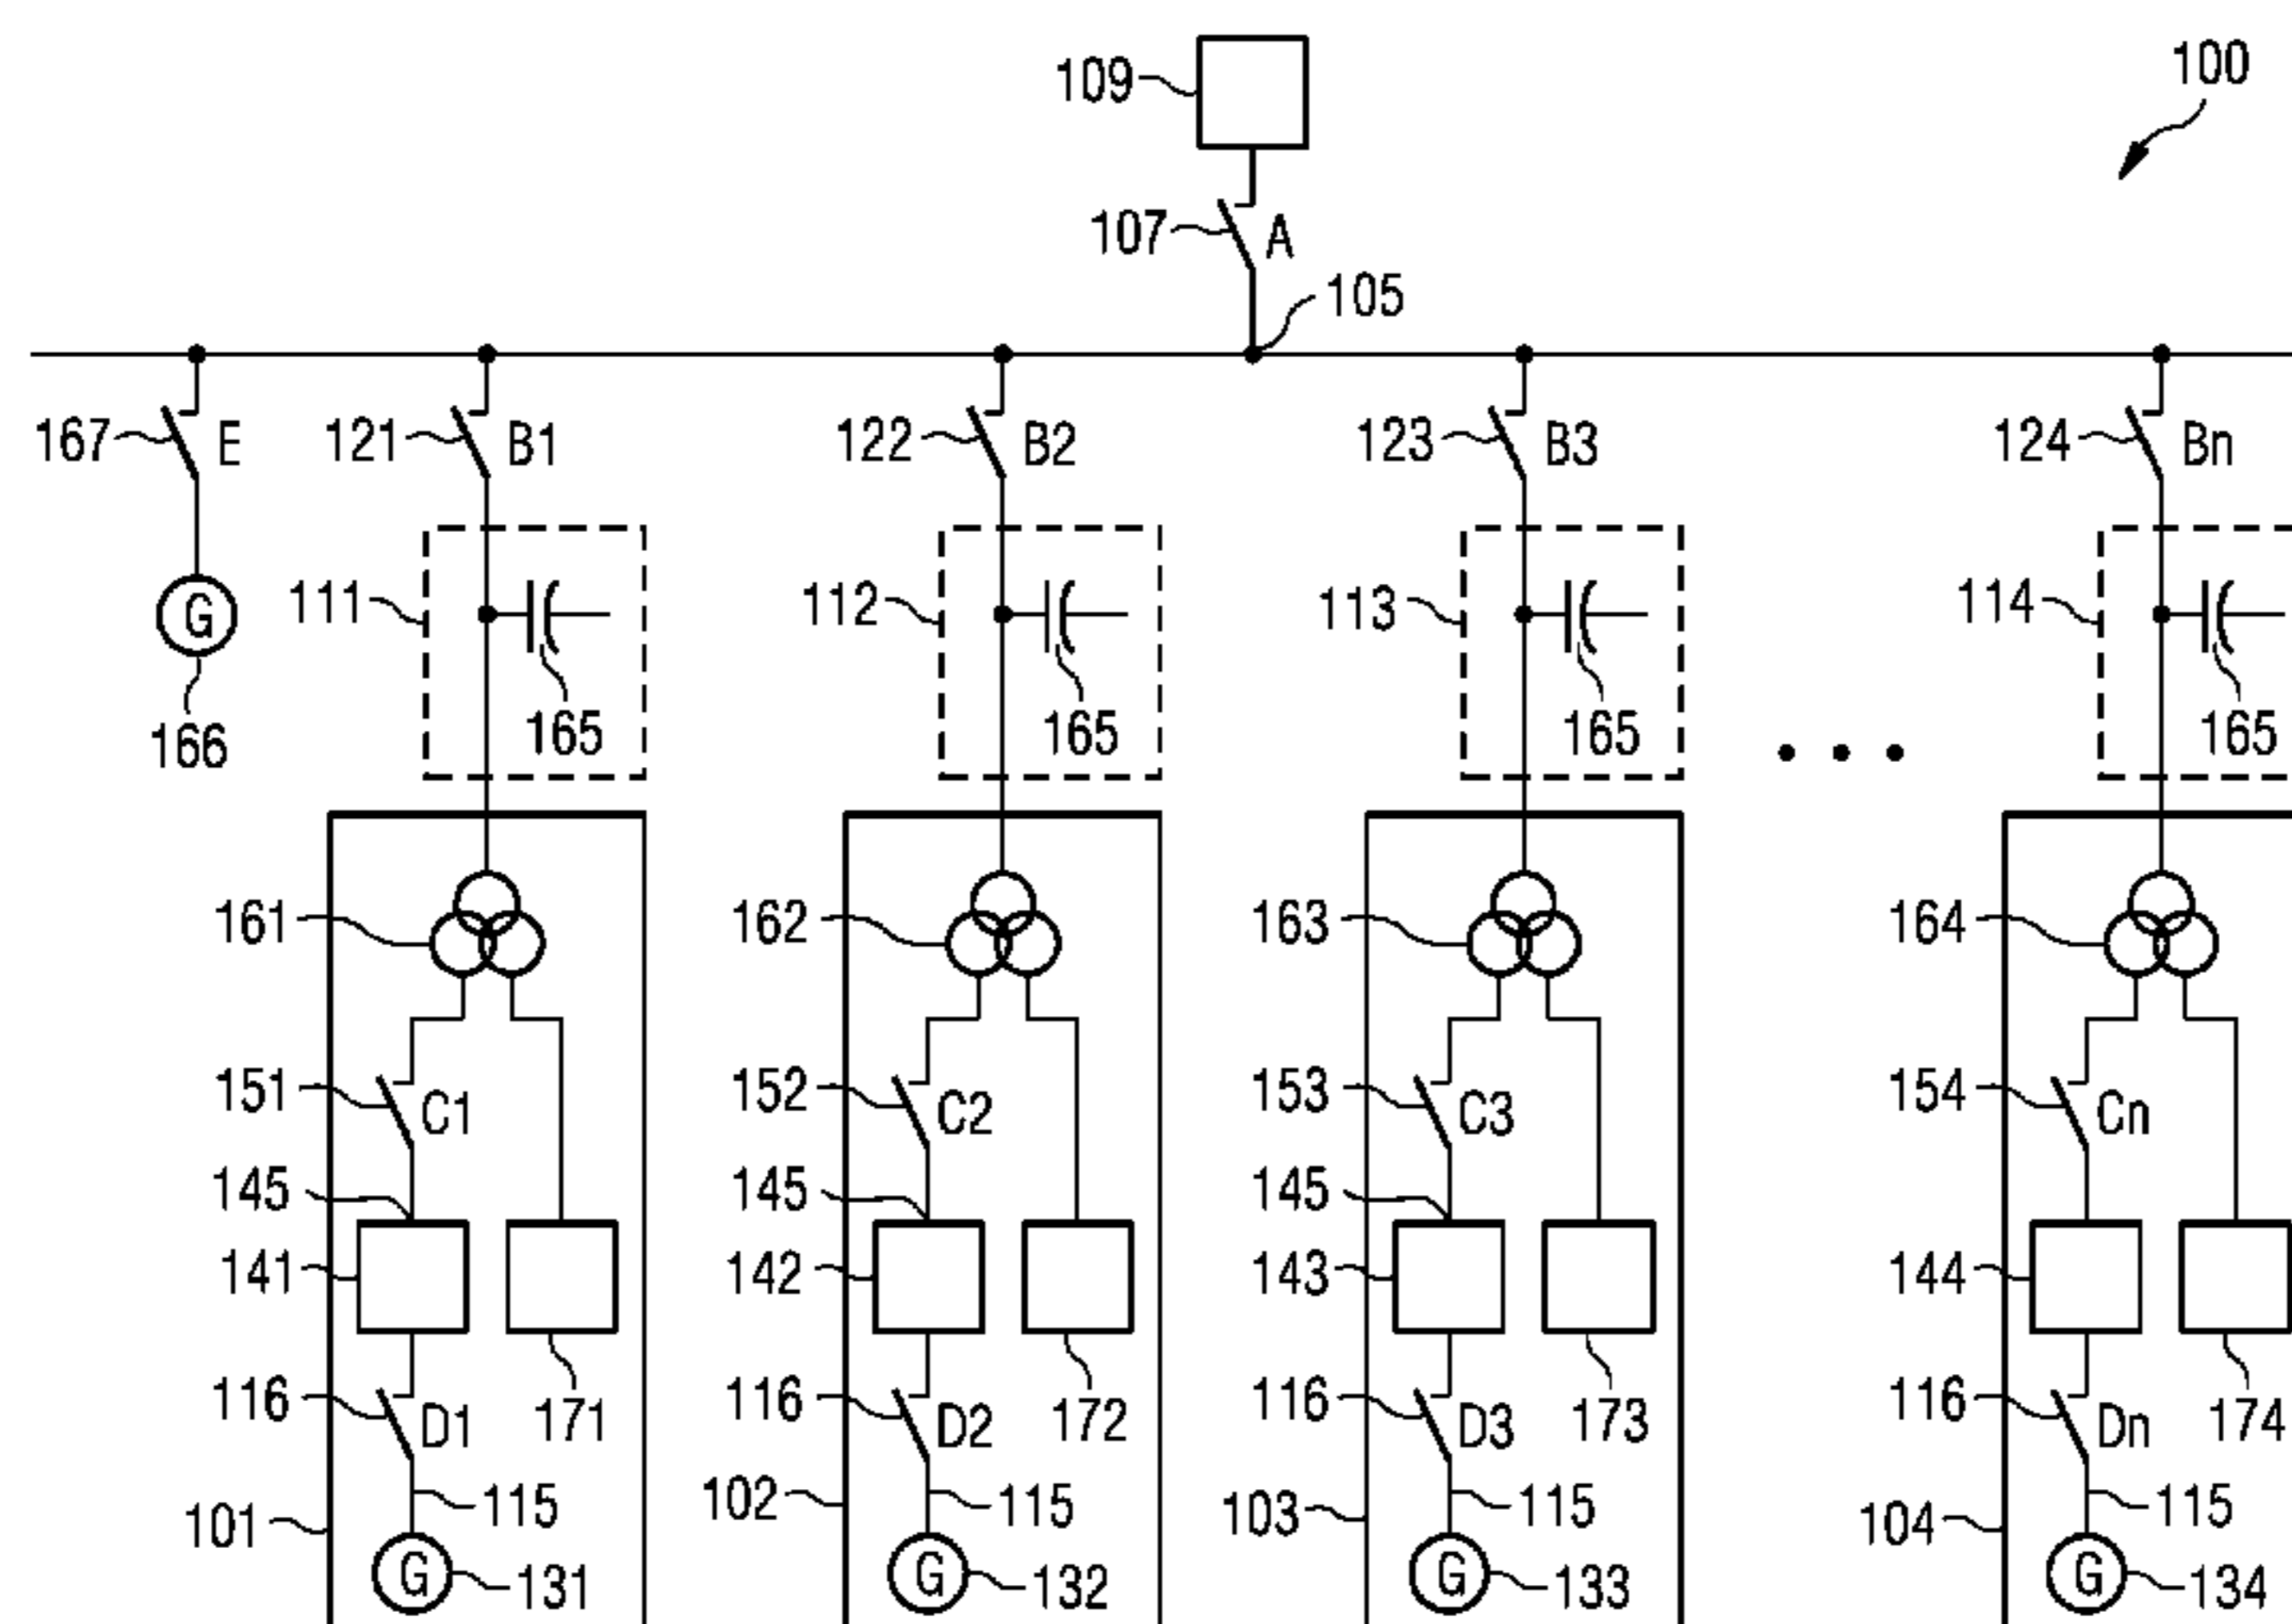 109
100
107 A
105
167 E 121 B1 122 B2 123 B3 124 Bn
111 112 113 114
G
166 165 165 165 165
161 162 163 164
151 C1 152 C2 153 C3 154 Cn
145 145 145
141 142 143 144
116 D1 171 116 D2 172 116 D3 173 116 Dn 174
101 115 102 115 103 115 104 115
G 131 G 132 G 133 G 134